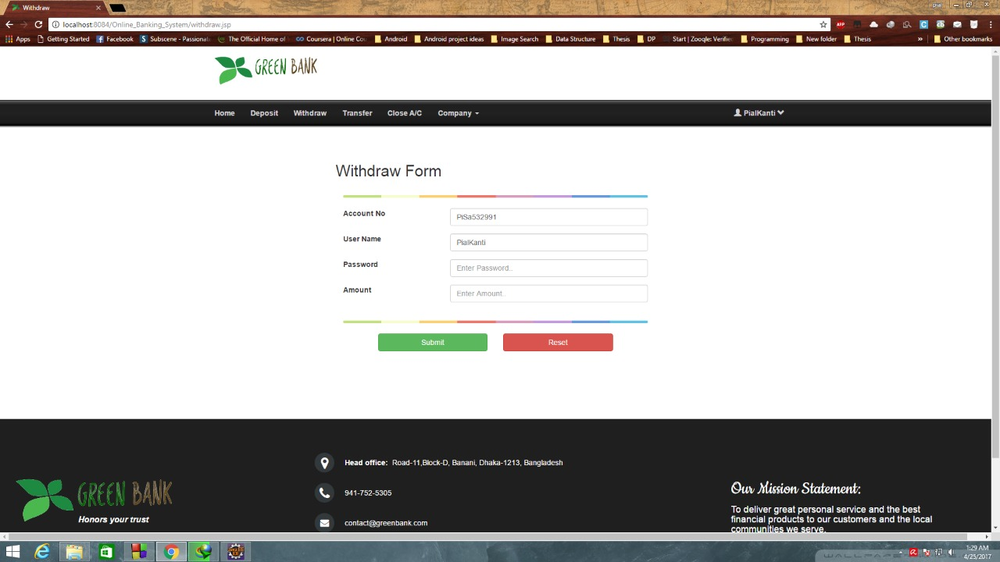 Withdraw
pial
localhost:8084/Online_Banking_System/withdraw.jsp
Apps Getting Started Facebook Subscene - Passionat The Official Home of Coursera | Online Cou Android Android project ideas Image Search Data Structure Thesis DP Start | Zooqle: Verifie Programming New folder Thesis » Other bookmarks
GREEN BANK
Home Deposit Withdraw Transfer Close A/C Company PialKanti
Withdraw Form
Account No PiSa532991
User Name PialKanti
Password Enter Password..
Amount Enter Amount..
Submit Reset
Head office: Road-11,Block-D, Banani, Dhaka-1213, Bangladesh
GREEN BANK
Honors your trust
941-752-5305
contact@greenbank.com
Our Mission Statement:
To deliver great personal service and the best
financial products to our customers and the local
communities we serve.
1:29 AM
4/25/2017